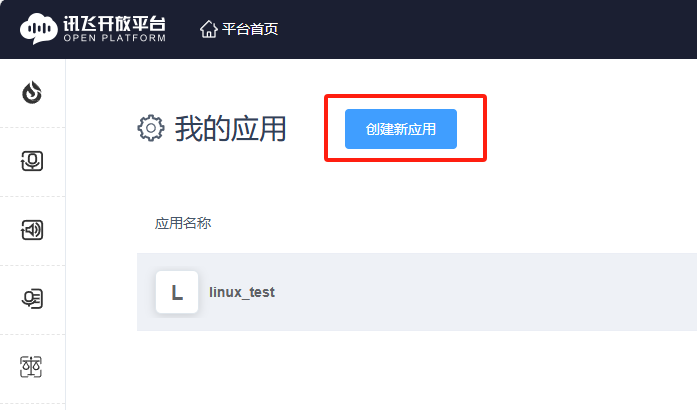 讯飞开放平台
OPEN PLATFORM
平台首页
我的应用
创建新应用
应用名称
L
linux_test